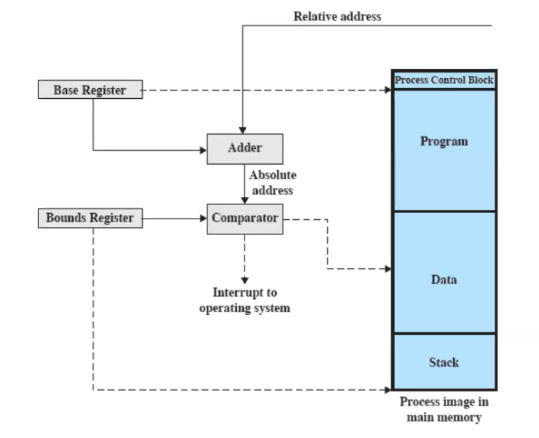 Relative address
Process Control Block
Base Register
Program
Adder
Absolute
address
Bounds Register
Comparator
Data
Interrupt to
operating system
Stack
Process image in
main memory